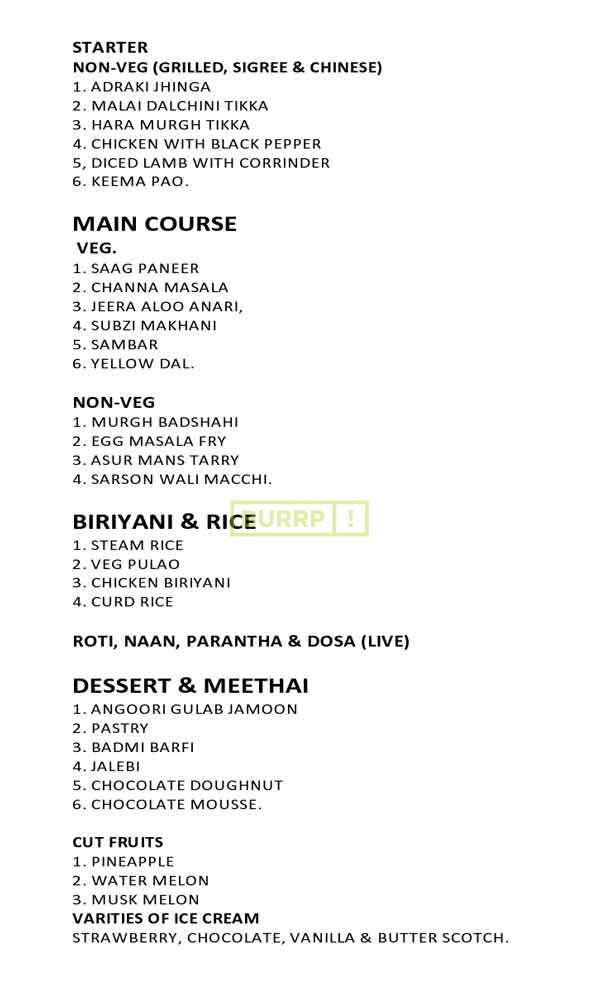 STARTER
NON-VEG (GRILLED, SIGREE & CHINESE)
1. ADRAKI JHINGA
2. MALAI DALCHINI TIKKA
3. HARA MURGH TIKKA
4. CHICKEN WITH BLACK PEPPER
5, DICED LAMB WITH CORRINDER
6. KEEMA PAO.
MAIN COURSE
VEG.
1. SAAG PANEER
2. CHANNA MASALA
3. JEERA ALOO ANARI,
4. SUBZI MAKHANI
5. SAMBAR
6. YELLOW DAL.
NON-VEG
1. MURGH BADSHAHI
2. EGG MASALA FRY
3. ASUR MANS TARRY
4. SARSON WALI MACCHI.
BURRP!
BIRIYANI & RICE
1. STEAM RICE
2. VEG PULAO
3. CHICKEN BIRIYANI
4. CURD RICE
ROTI, NAAN, PARANTHA & DOSA (LIVE)
DESSERT & MEETHAI
1. ANGOORI GULAB JAMOON
2. PASTRY
3. BADMI BARFI
4. JALEBI
5. CHOCOLATE DOUGHNUT
6. CHOCOLATE MOUSSE.
CUT FRUITS
1. PINEAPPLE
2. WATER MELON
3. MUSK MELON
VARITIES OF ICE CREAM
STRAWBERRY, CHOCOLATE, VANILLA & BUTTER SCOTCH.